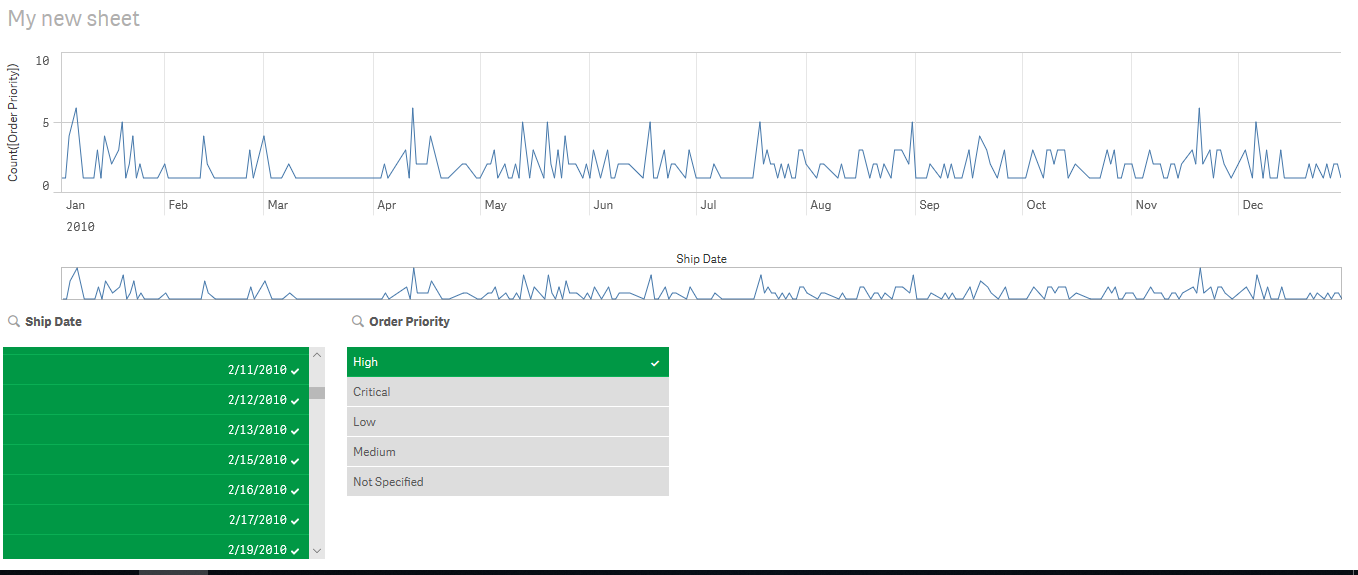 My new sheet
Count([Order Priority])
10
5
0
Jan Feb Mar Apr May Jun Jul Aug Sep Oct Nov Dec
2010
Ship Date
Ship Date
2/11/2010
2/12/2010
2/13/2010
2/15/2010
2/16/2010
2/17/2010
2/19/2010
Order Priority
High
Critical
Low
Medium
Not Specified